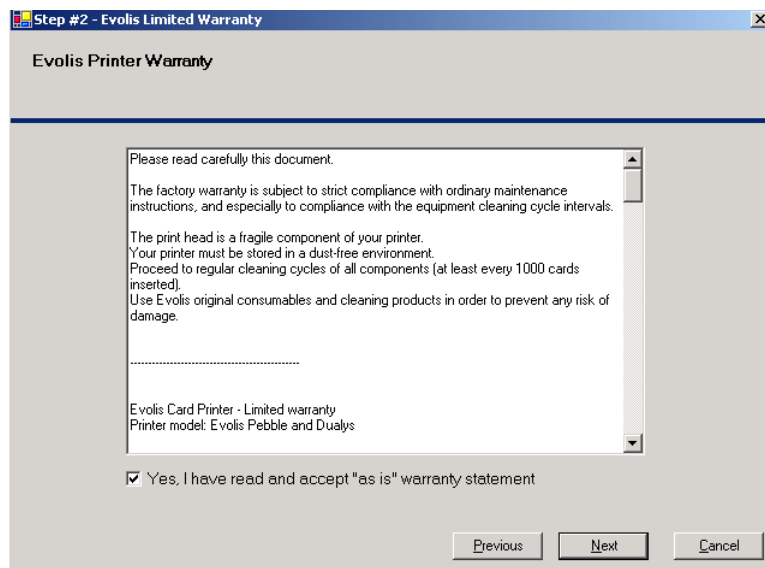 Step #2 - Evolis Limited Warranty
Evolis Printer Warranty
Please read carefully this document.
The factory warranty is subject to strict compliance with ordinary maintenance
instructions, and especially to compliance with the equipment cleaning cycle intervals.
The print head is a fragile component of your printer.
Your printer must be stored in a dust-free environment.
Proceed to regular cleaning cycles of all components (at least every 1000 cards
inserted).
Use Evolis original consumables and cleaning products in order to prevent any risk of
damage.
----------------------------------------------
Evolis Card Printer - Limited warranty
Printer model: Evolis Pebble and Dualys
Yes, I have read and accept "as is" warranty statement
Previous Next Cancel